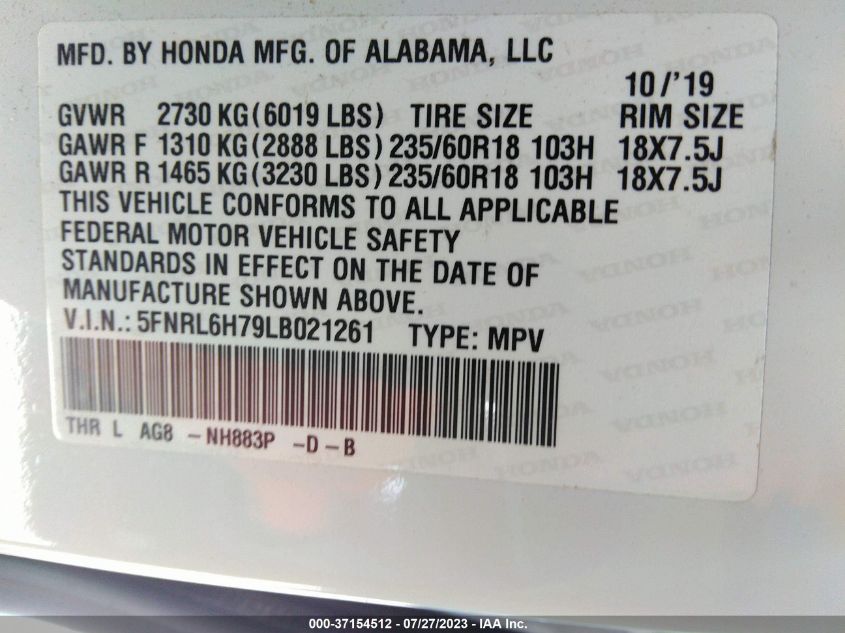 MFD. BY HONDA MFG. OF ALABAMA, LLC
10/'19
GVWR 2730 KG(6019 LBS) TIRE SIZE RIM SIZE
GAWR F 1310 KG(2888 LBS) 235/60R18 103H 18X7.5J
GAWR R 1465 KG(3230 LBS) 235/60R18 103H 18X7.5J
THIS VEHICLE CONFORMS TO ALL APPLICABLE
FEDERAL MOTOR VEHICLE SAFETY
STANDARDS IN EFFECT ON THE DATE OF
MANUFACTURE SHOWN ABOVE.
V.I.N.: 5FNRL6H79LB021261 TYPE: MPV
THR L AG8 -NH883P -D-B
000-37154512 / 07/27/2023 - IAA Inc.